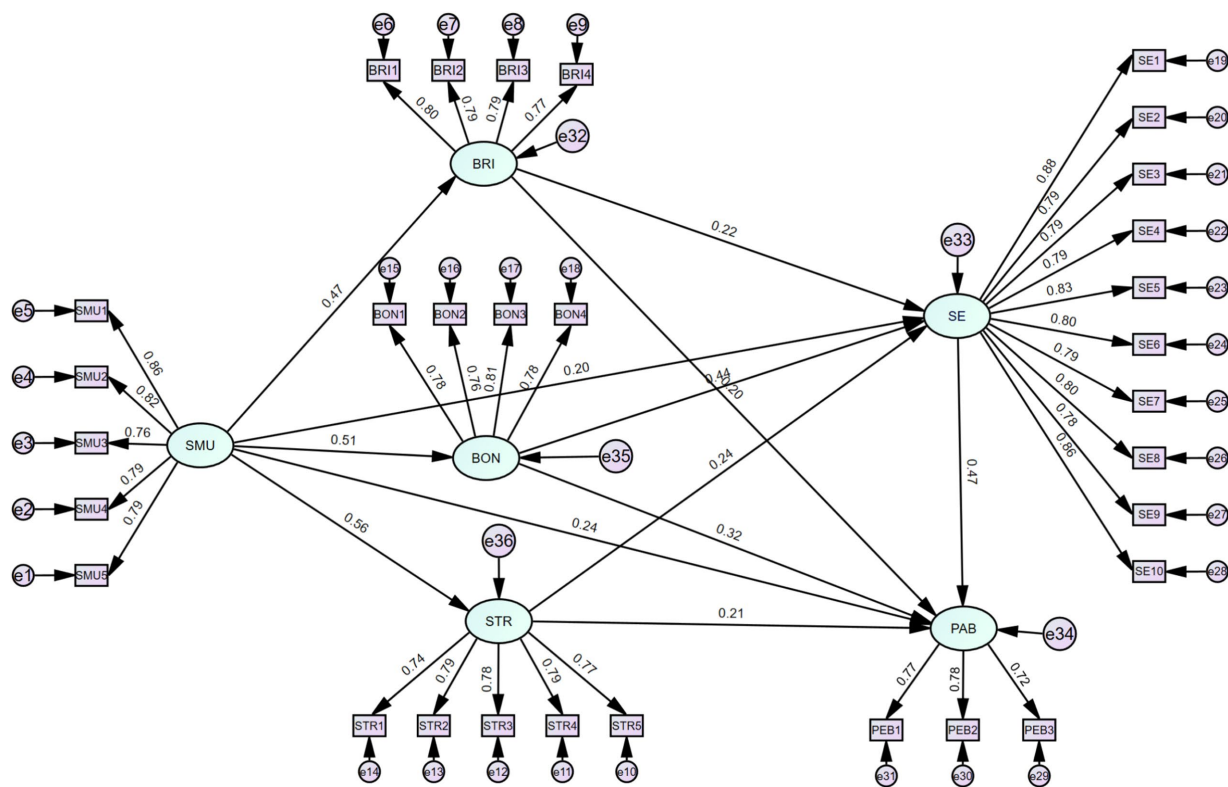 e6 e7 e8 e9
BRI1 BRI2 BRI3 BRI4
0.80 0.79 0.79 0.77
e32
BRI
SE1 e19
SE2 e20
SE3 e21
SE4 e22
SE5 e23
SE6 e24
SE7 e25
SE8 e26
SE9 e27
SE10 e28
0.88
0.79
0.79
0.79
0.83
0.80
0.79
0.80
0.78
0.86
0.22
e33
SE
e15 e16 e17 e18
BON1 BON2 BON3 BON4
0.78 0.76 0.81 0.78
0.47
e5 SMU1
e4 SMU2
e3 SMU3
e2 SMU4
e1 SMU5
0.86
0.82
0.76
0.79
0.79
SMU
0.20
0.44
0.20
0.51
BON
e35
0.24
0.47
0.56
0.24
0.32
e36
STR
0.21
PAB
e34
0.74 0.79 0.78 0.79 0.77
STR1 STR2 STR3 STR4 STR5
e14 e13 e12 e11 e10
0.77 0.78 0.72
PEB1 PEB2 PEB3
e31 e30 e29